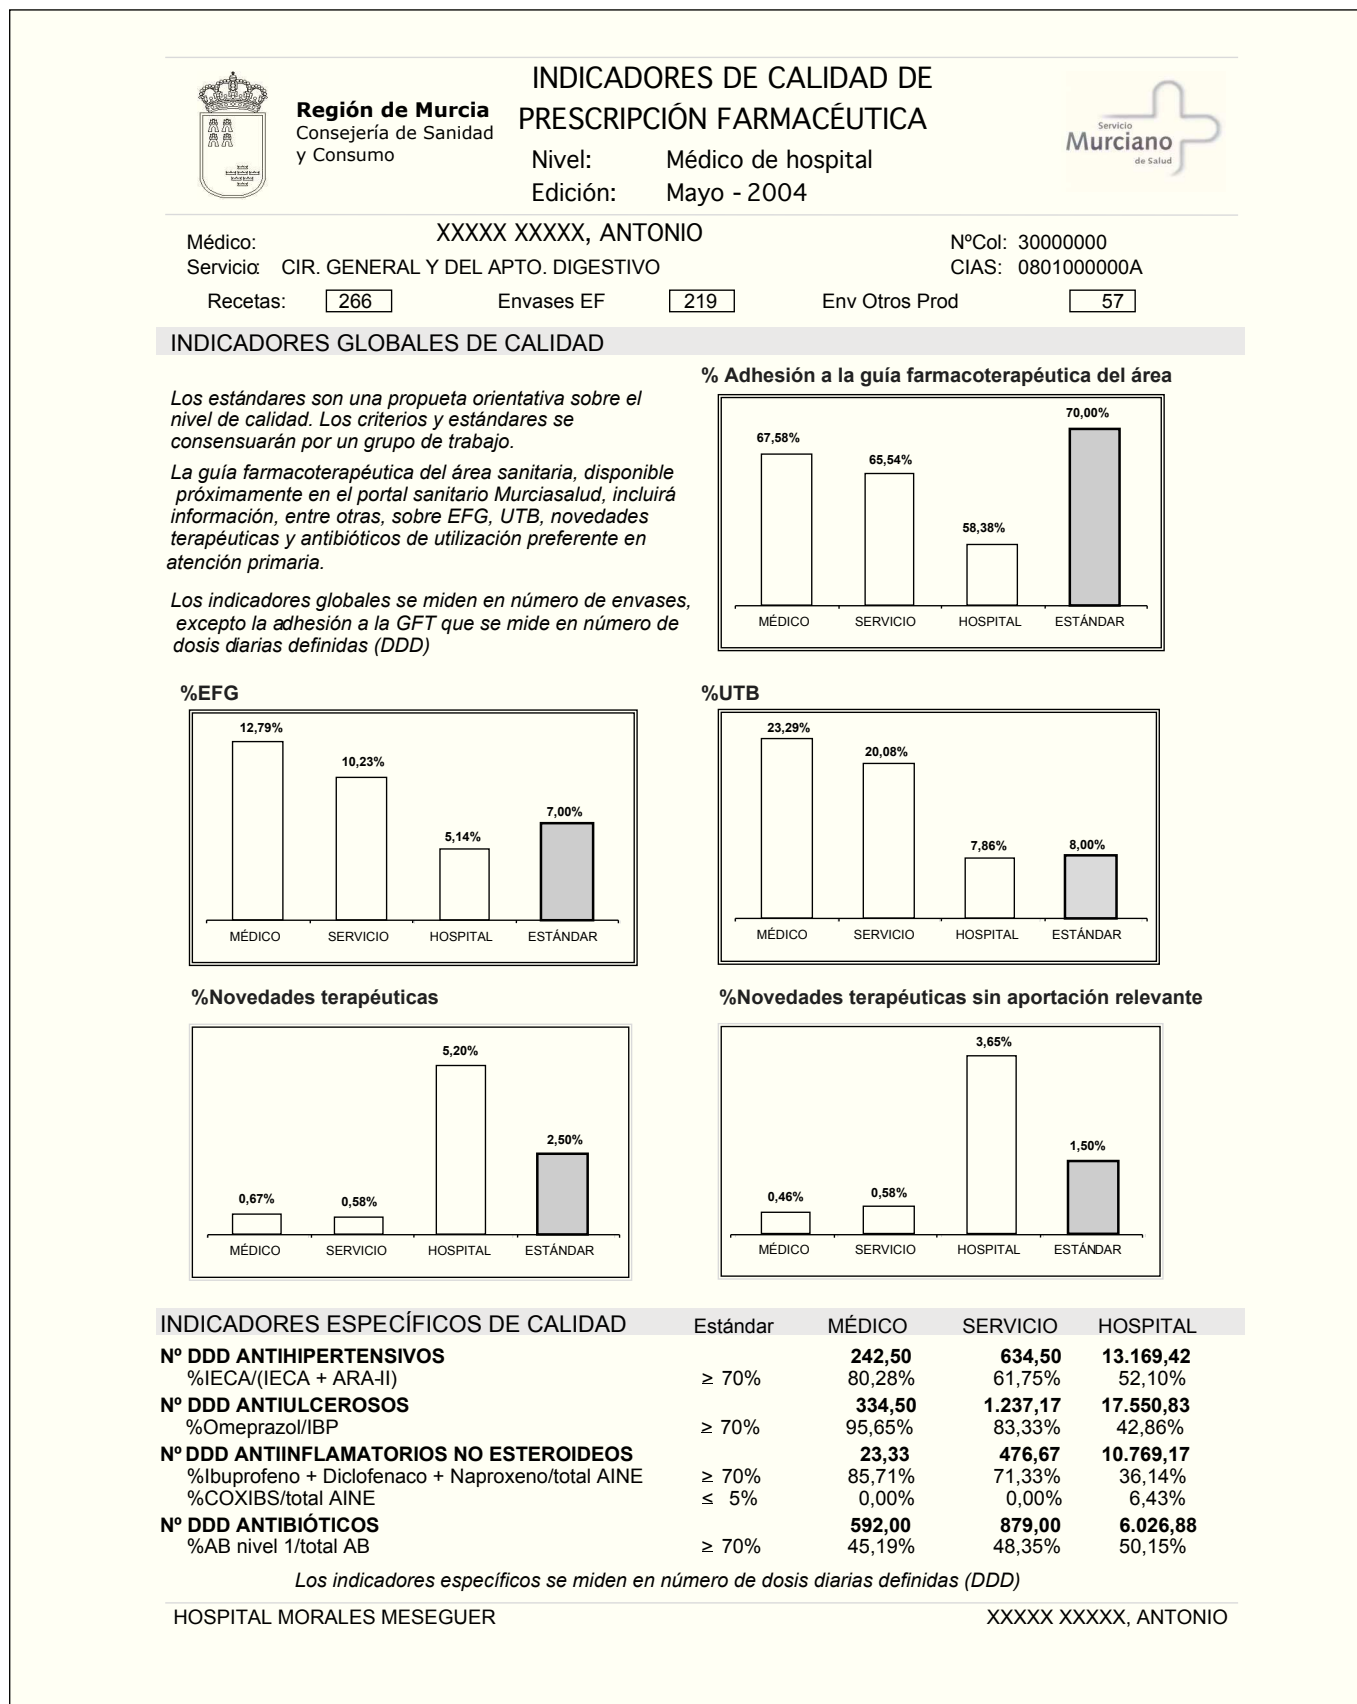 Región de Murcia
Consejería de Sanidad
y Consumo
INDICADORES DE CALIDAD DE
PRESCRIPCIÓN FARMACÉUTICA
Nivel: Médico de hospital
Edición: Mayo - 2004
Servicio
Murciano
de Salud
Médico: XXXXX XXXXX, ANTONIO NºCol: 30000000
Servicio: CIR. GENERAL Y DEL APTO. DIGESTIVO CIAS: 0801000000A
Recetas: 266 Envases EF 219 Env Otros Prod 57
INDICADORES GLOBALES DE CALIDAD
Los estándares son una propueta orientativa sobre el
nivel de calidad. Los criterios y estándares se
consensuarán por un grupo de trabajo.
La guía farmacoterapéutica del área sanitaria, disponible
próximamente en el portal sanitario Murciasalud, incluirá
información, entre otras, sobre EFG, UTB, novedades
terapéuticas y antibióticos de utilización preferente en
atención primaria.
Los indicadores globales se miden en número de envases,
excepto la adhesión a la GFT que se mide en número de
dosis diarias definidas (DDD)
% Adhesión a la guía farmacoterapéutica del área
67,58% 65,54% 58,38% 70,00%
MÉDICO SERVICIO HOSPITAL ESTÁNDAR
%EFG
12,79% 10,23% 5,14% 7,00%
MÉDICO SERVICIO HOSPITAL ESTÁNDAR
%UTB
23,29% 20,08% 7,86% 8,00%
MÉDICO SERVICIO HOSPITAL ESTÁNDAR
%Novedades terapéuticas
0,67% 0,58% 5,20% 2,50%
MÉDICO SERVICIO HOSPITAL ESTÁNDAR
%Novedades terapéuticas sin aportación relevante
0,46% 0,58% 3,65% 1,50%
MÉDICO SERVICIO HOSPITAL ESTÁNDAR
INDICADORES ESPECÍFICOS DE CALIDAD Estándar MÉDICO SERVICIO HOSPITAL
Nº DDD ANTIHIPERTENSIVOS 242,50 634,50 13.169,42
%IECA/(IECA + ARA-II) ≥ 70% 80,28% 61,75% 52,10%
Nº DDD ANTIULCEROSOS 334,50 1.237,17 17.550,83
%Omeprazol/IBP ≥ 70% 95,65% 83,33% 42,86%
Nº DDD ANTIINFLAMATORIOS NO ESTEROIDEOS 23,33 476,67 10.769,17
%Ibuprofeno + Diclofenaco + Naproxeno/total AINE ≥ 70% 85,71% 71,33% 36,14%
%COXIBS/total AINE ≤ 5% 0,00% 0,00% 6,43%
Nº DDD ANTIBIÓTICOS 592,00 879,00 6.026,88
%AB nivel 1/total AB ≥ 70% 45,19% 48,35% 50,15%
Los indicadores específicos se miden en número de dosis diarias definidas (DDD)
HOSPITAL MORALES MESEGUER XXXXX XXXXX, ANTONIO